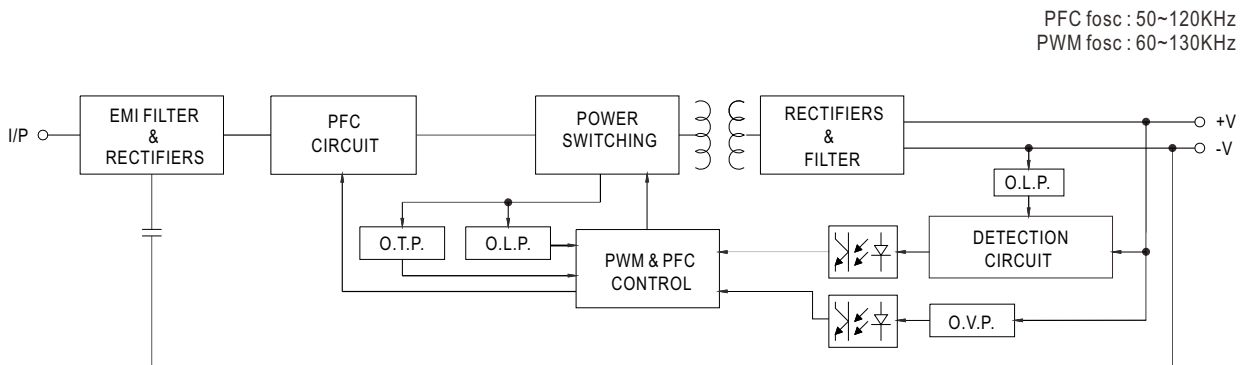 PFC fosc : 50~120KHz
PWM fosc : 60~130KHz
I/P
EMI FILTER
&
RECTIFIERS
PFC
CIRCUIT
POWER
SWITCHING
RECTIFIERS
&
FILTER
+V
-V
O.L.P.
O.T.P.
O.L.P.
PWM & PFC
CONTROL
DETECTION
CIRCUIT
O.V.P.